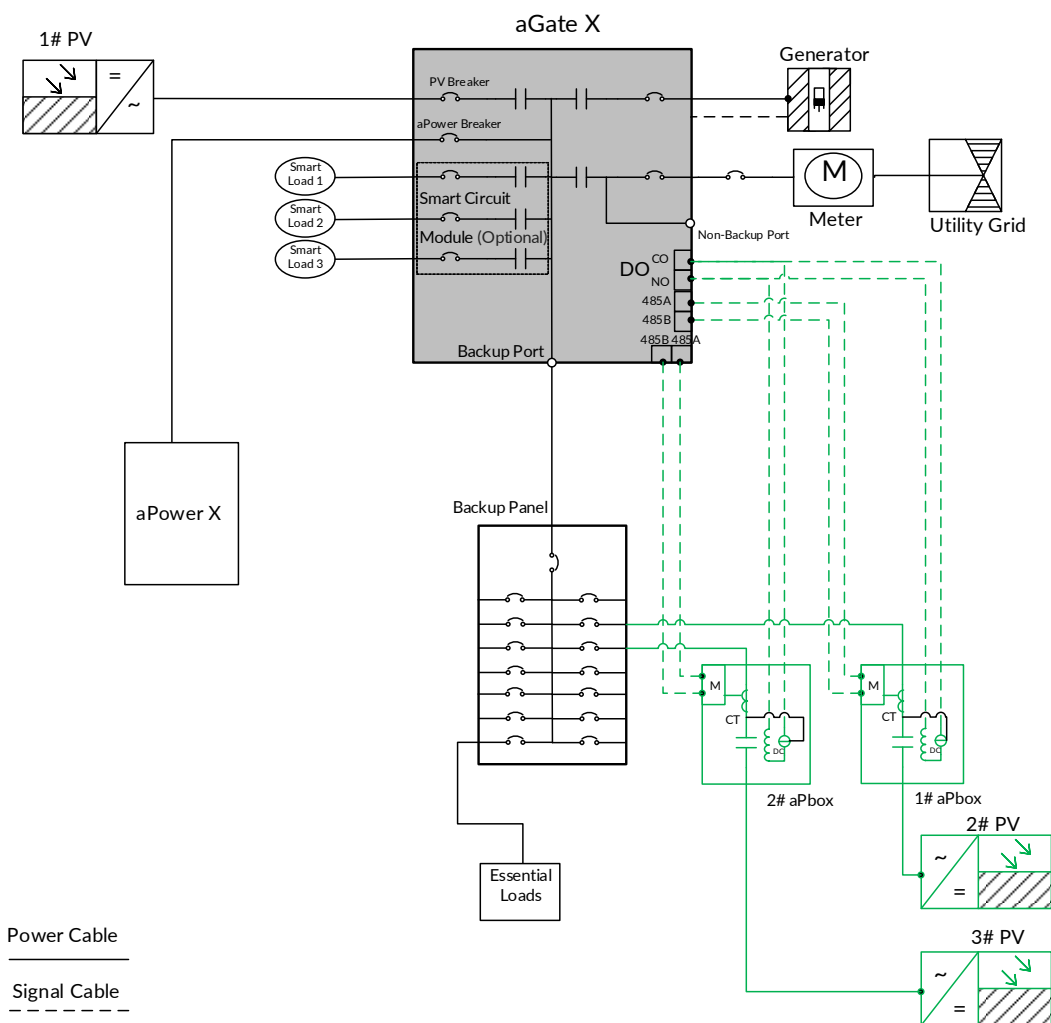 aGate X
1# PV
=
~
PV Breaker
aPower Breaker
Generator
Smart
Load 1
Smart
Load 2
Smart
Load 3
Smart Circuit
Module (Optional)
M
Meter
Utility Grid
Non-Backup Port
DO
CO
NO
485A
485B
485B 485A
Backup Port
aPower X
Backup Panel
M
CT
DC
2# aPbox
M
CT
DC
1# aPbox
2# PV
~
=
3# PV
~
=
Essential
Loads
Power Cable
Signal Cable